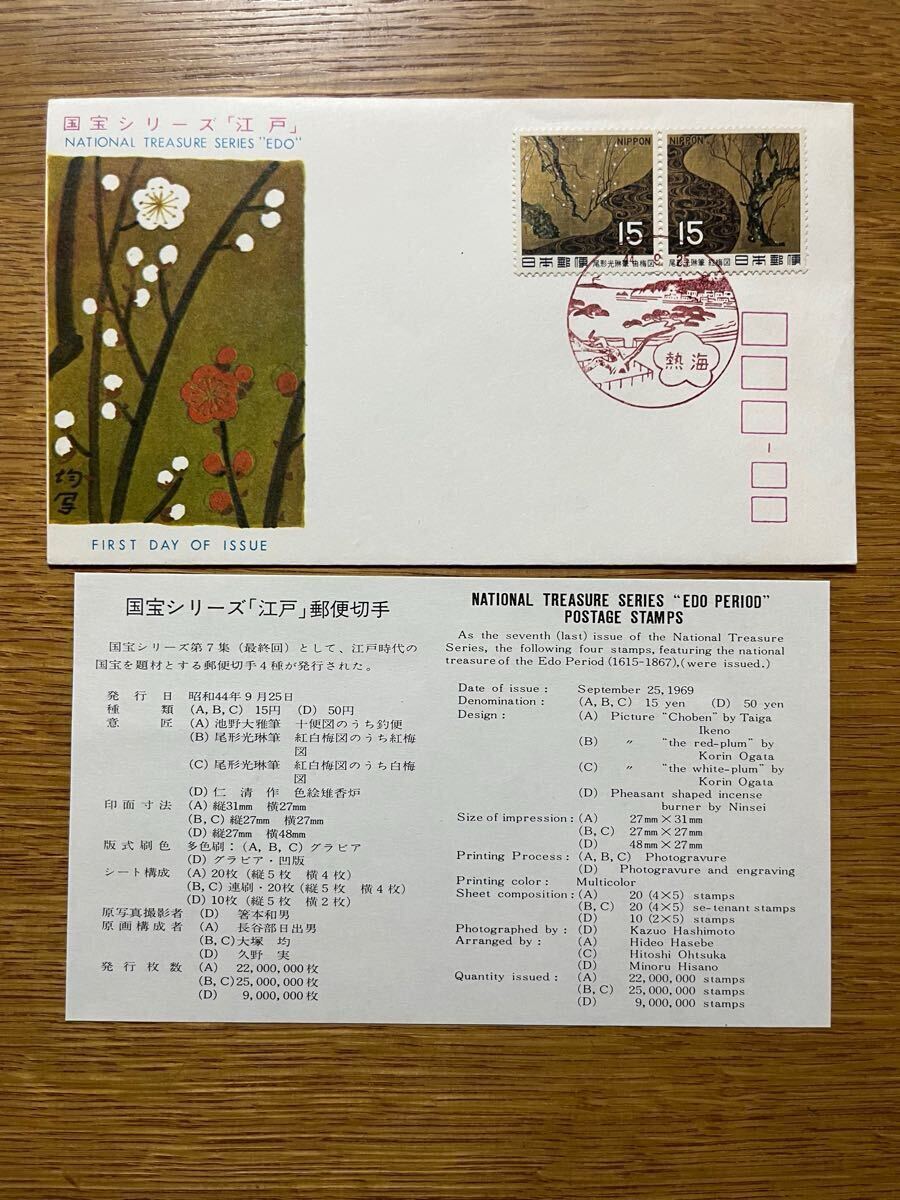 国宝シリーズ「江戸」
NATIONAL TREASURE SERIES "EDO"
NIPPON
15
日本郵便
尾形光琳筆 白梅図
NIPPON
15
尾形光琳筆 紅梅図
日本郵便
44. 9. 25
熱海
均写
FIRST DAY OF ISSUE
国宝シリーズ「江戸」郵便切手
国宝シリーズ第7集(最終回)として、江戸時代の
国宝を題材とする郵便切手4種が発行された。
発行日 昭和44年9月25日
種類 (A, B, C) 15円 (D) 50円
意匠 (A) 池野大雅筆 十便図のうち釣便
(B) 尾形光琳筆 紅白梅図のうち紅梅
図
(C) 尾形光琳筆 紅白梅図のうち白梅
図
(D) 仁清作 色絵雉香炉
印面寸法 (A) 縦31mm 横27mm
(B, C) 縦27mm 横27mm
(D) 縦27mm 横48mm
版式刷色 多色刷:(A, B, C) グラビア
(D) グラビア・凹版
シート構成 (A) 20枚 (縦5枚 横4枚)
(B, C) 連刷・20枚 (縦5枚 横4枚)
(D) 10枚 (縦5枚 横2枚)
原写真撮影者 (D) 箸本和男
原画構成者 (A) 長谷部日出男
(B, C) 大塚 均
(D) 久野 実
発行枚数 (A) 22,000,000枚
(B, C) 25,000,000枚
(D) 9,000,000枚
NATIONAL TREASURE SERIES "EDO PERIOD"
POSTAGE STAMPS
As the seventh (last) issue of the National Treasure
Series, the following four stamps, featuring the national
treasure of the Edo Period (1615-1867),(were issued.)
Date of issue: September 25, 1969
Denomination: (A, B, C) 15 yen (D) 50 yen
Design: (A) Picture "Choben" by Taiga
Ikeno
(B) 〃 "the red-plum" by
Korin Ogata
(C) 〃 "the white-plum" by
Korin Ogata
(D) Pheasant shaped incense
burner by Ninsei
Size of impression: (A) 27mm×31mm
(B, C) 27mm×27mm
(D) 48mm×27mm
Printing Process: (A, B, C) Photogravure
(D) Photogravure and engraving
Printing color: Multicolor
Sheet composition: (A) 20 (4×5) stamps
(B, C) 20 (4×5) se-tenant stamps
(D) 10 (2×5) stamps
Photographed by: (D) Kazuo Hashimoto
Arranged by: (A) Hideo Hasebe
(C) Hitoshi Ohtsuka
(D) Minoru Hisano
Quantity issued: (A) 22,000,000 stamps
(B, C) 25,000,000 stamps
(D) 9,000,000 stamps